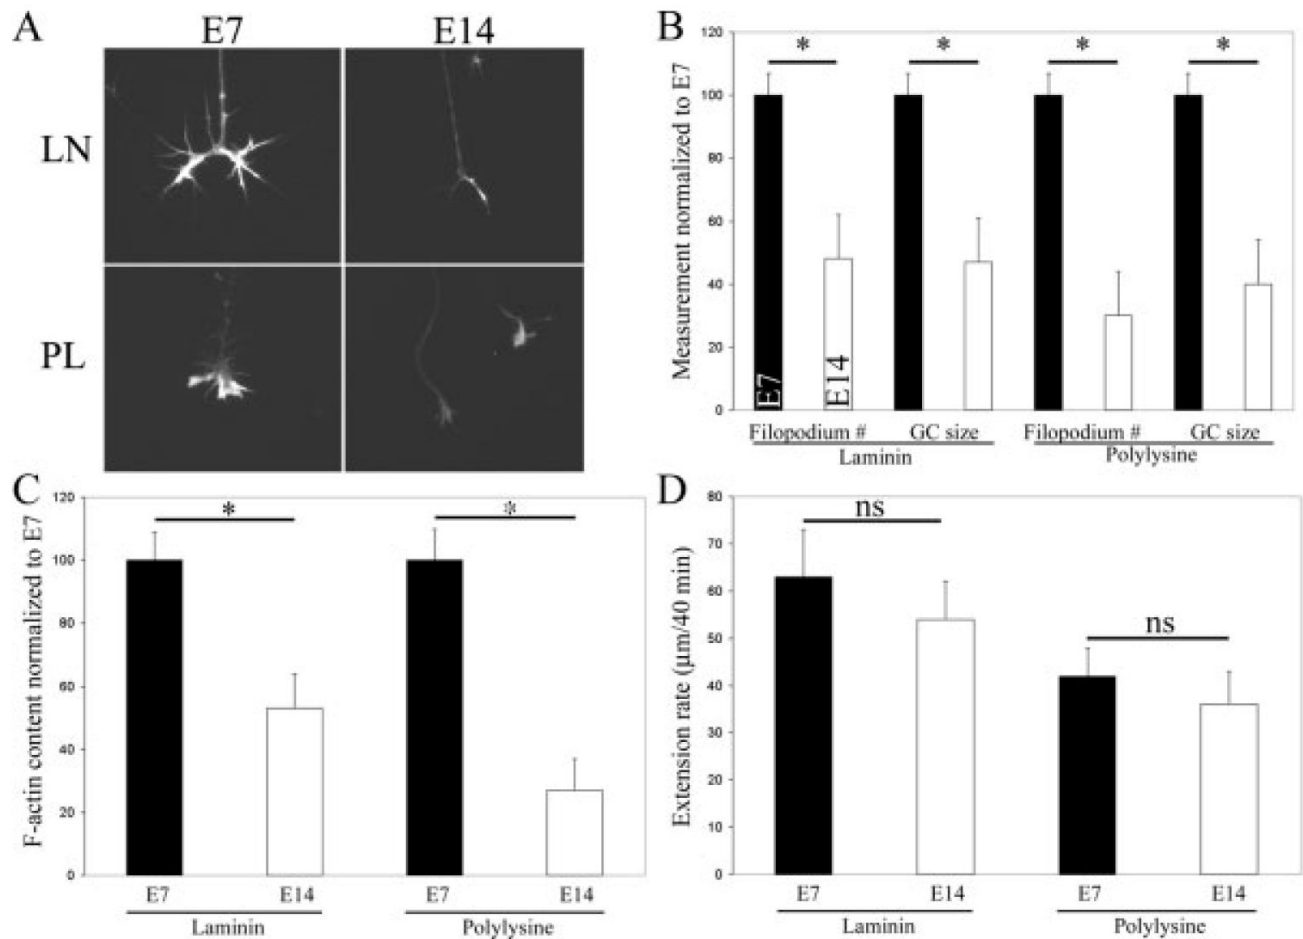 A
E7
E14
LN
PL
B
Measurement normalized to E7
120
100
80
60
40
20
0
*
*
*
*
E7
E14
Filopodium #
GC size
Filopodium #
GC size
Laminin
Polylysine
C
F-actin content normalized to E7
120
100
80
60
40
20
0
*
*
E7
E14
E7
E14
Laminin
Polylysine
D
Extension rate (µm/40 min)
80
70
60
50
40
30
20
10
0
ns
ns
E7
E14
E7
E14
Laminin
Polylysine